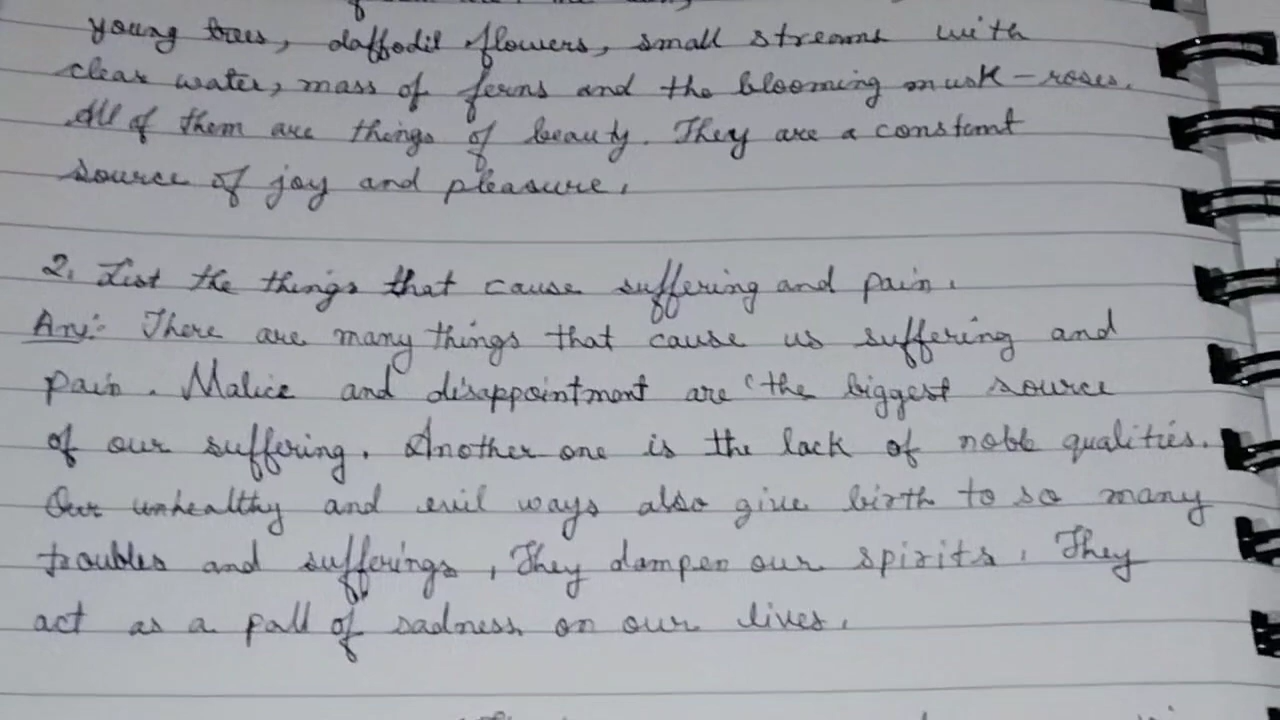 young trees, daffodil flowers, small streams with
clear water, mass of ferns and the blooming musk-roses.
All of them are things of beauty. They are a constant
source of joy and pleasure.
2. List the things that cause suffering and pain.
Ans: There are many things that cause us suffering and
pain. Malice and disappointment are the biggest source
of our suffering. Another one is the lack of noble qualities.
Our unhealthy and evil ways also give birth to so many
troubles and sufferings, They dampen our spirits. They
act as a pall of sadness on our lives.